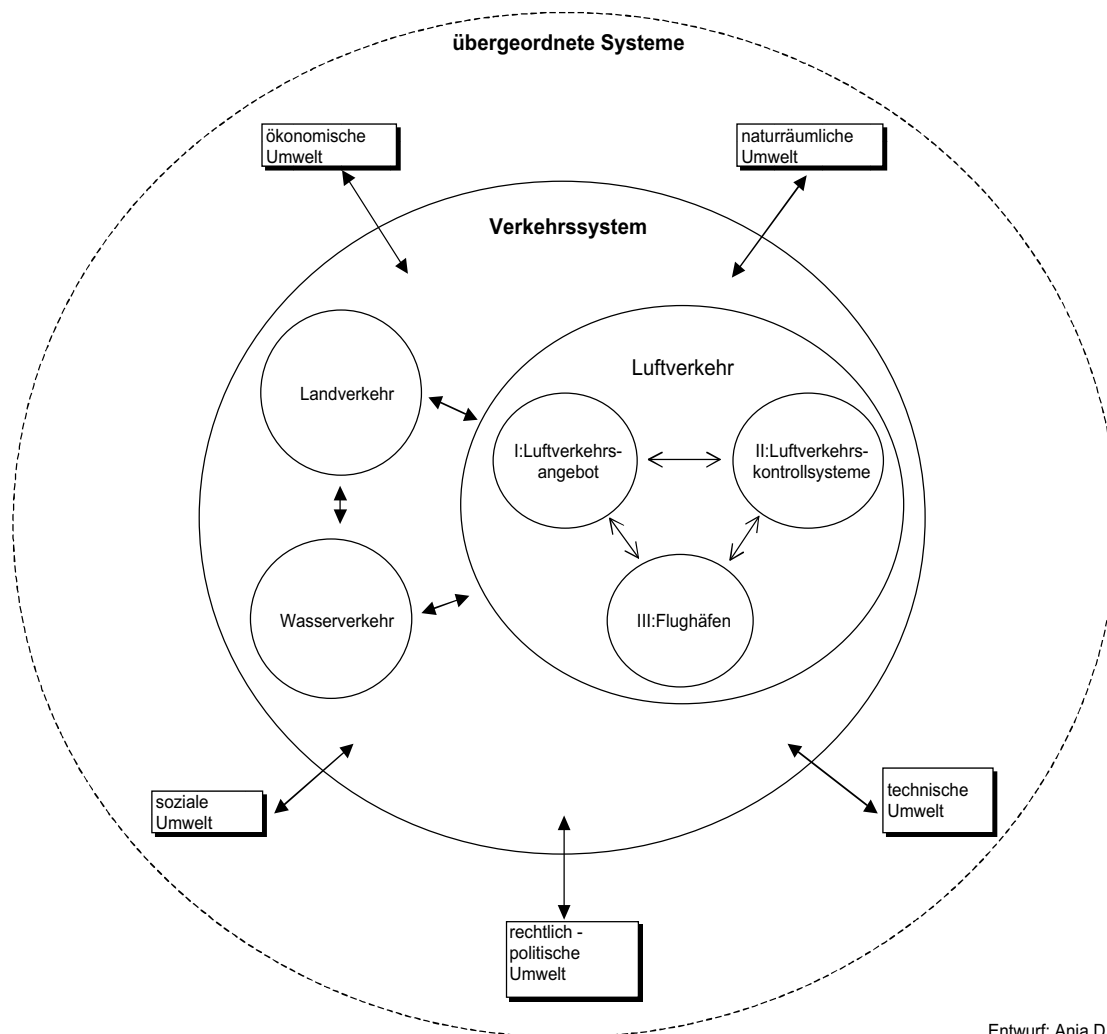 übergeordnete Systeme
ökonomische
Umwelt
naturräumliche
Umwelt
Verkehrssystem
Luftverkehr
Landverkehr
I:Luftverkehrs-
angebot
II:Luftverkehrs-
kontrollsysteme
Wasserverkehr
III:Flughäfen
soziale
Umwelt
technische
Umwelt
rechtlich -
politische
Umwelt
Entwurf: Anja